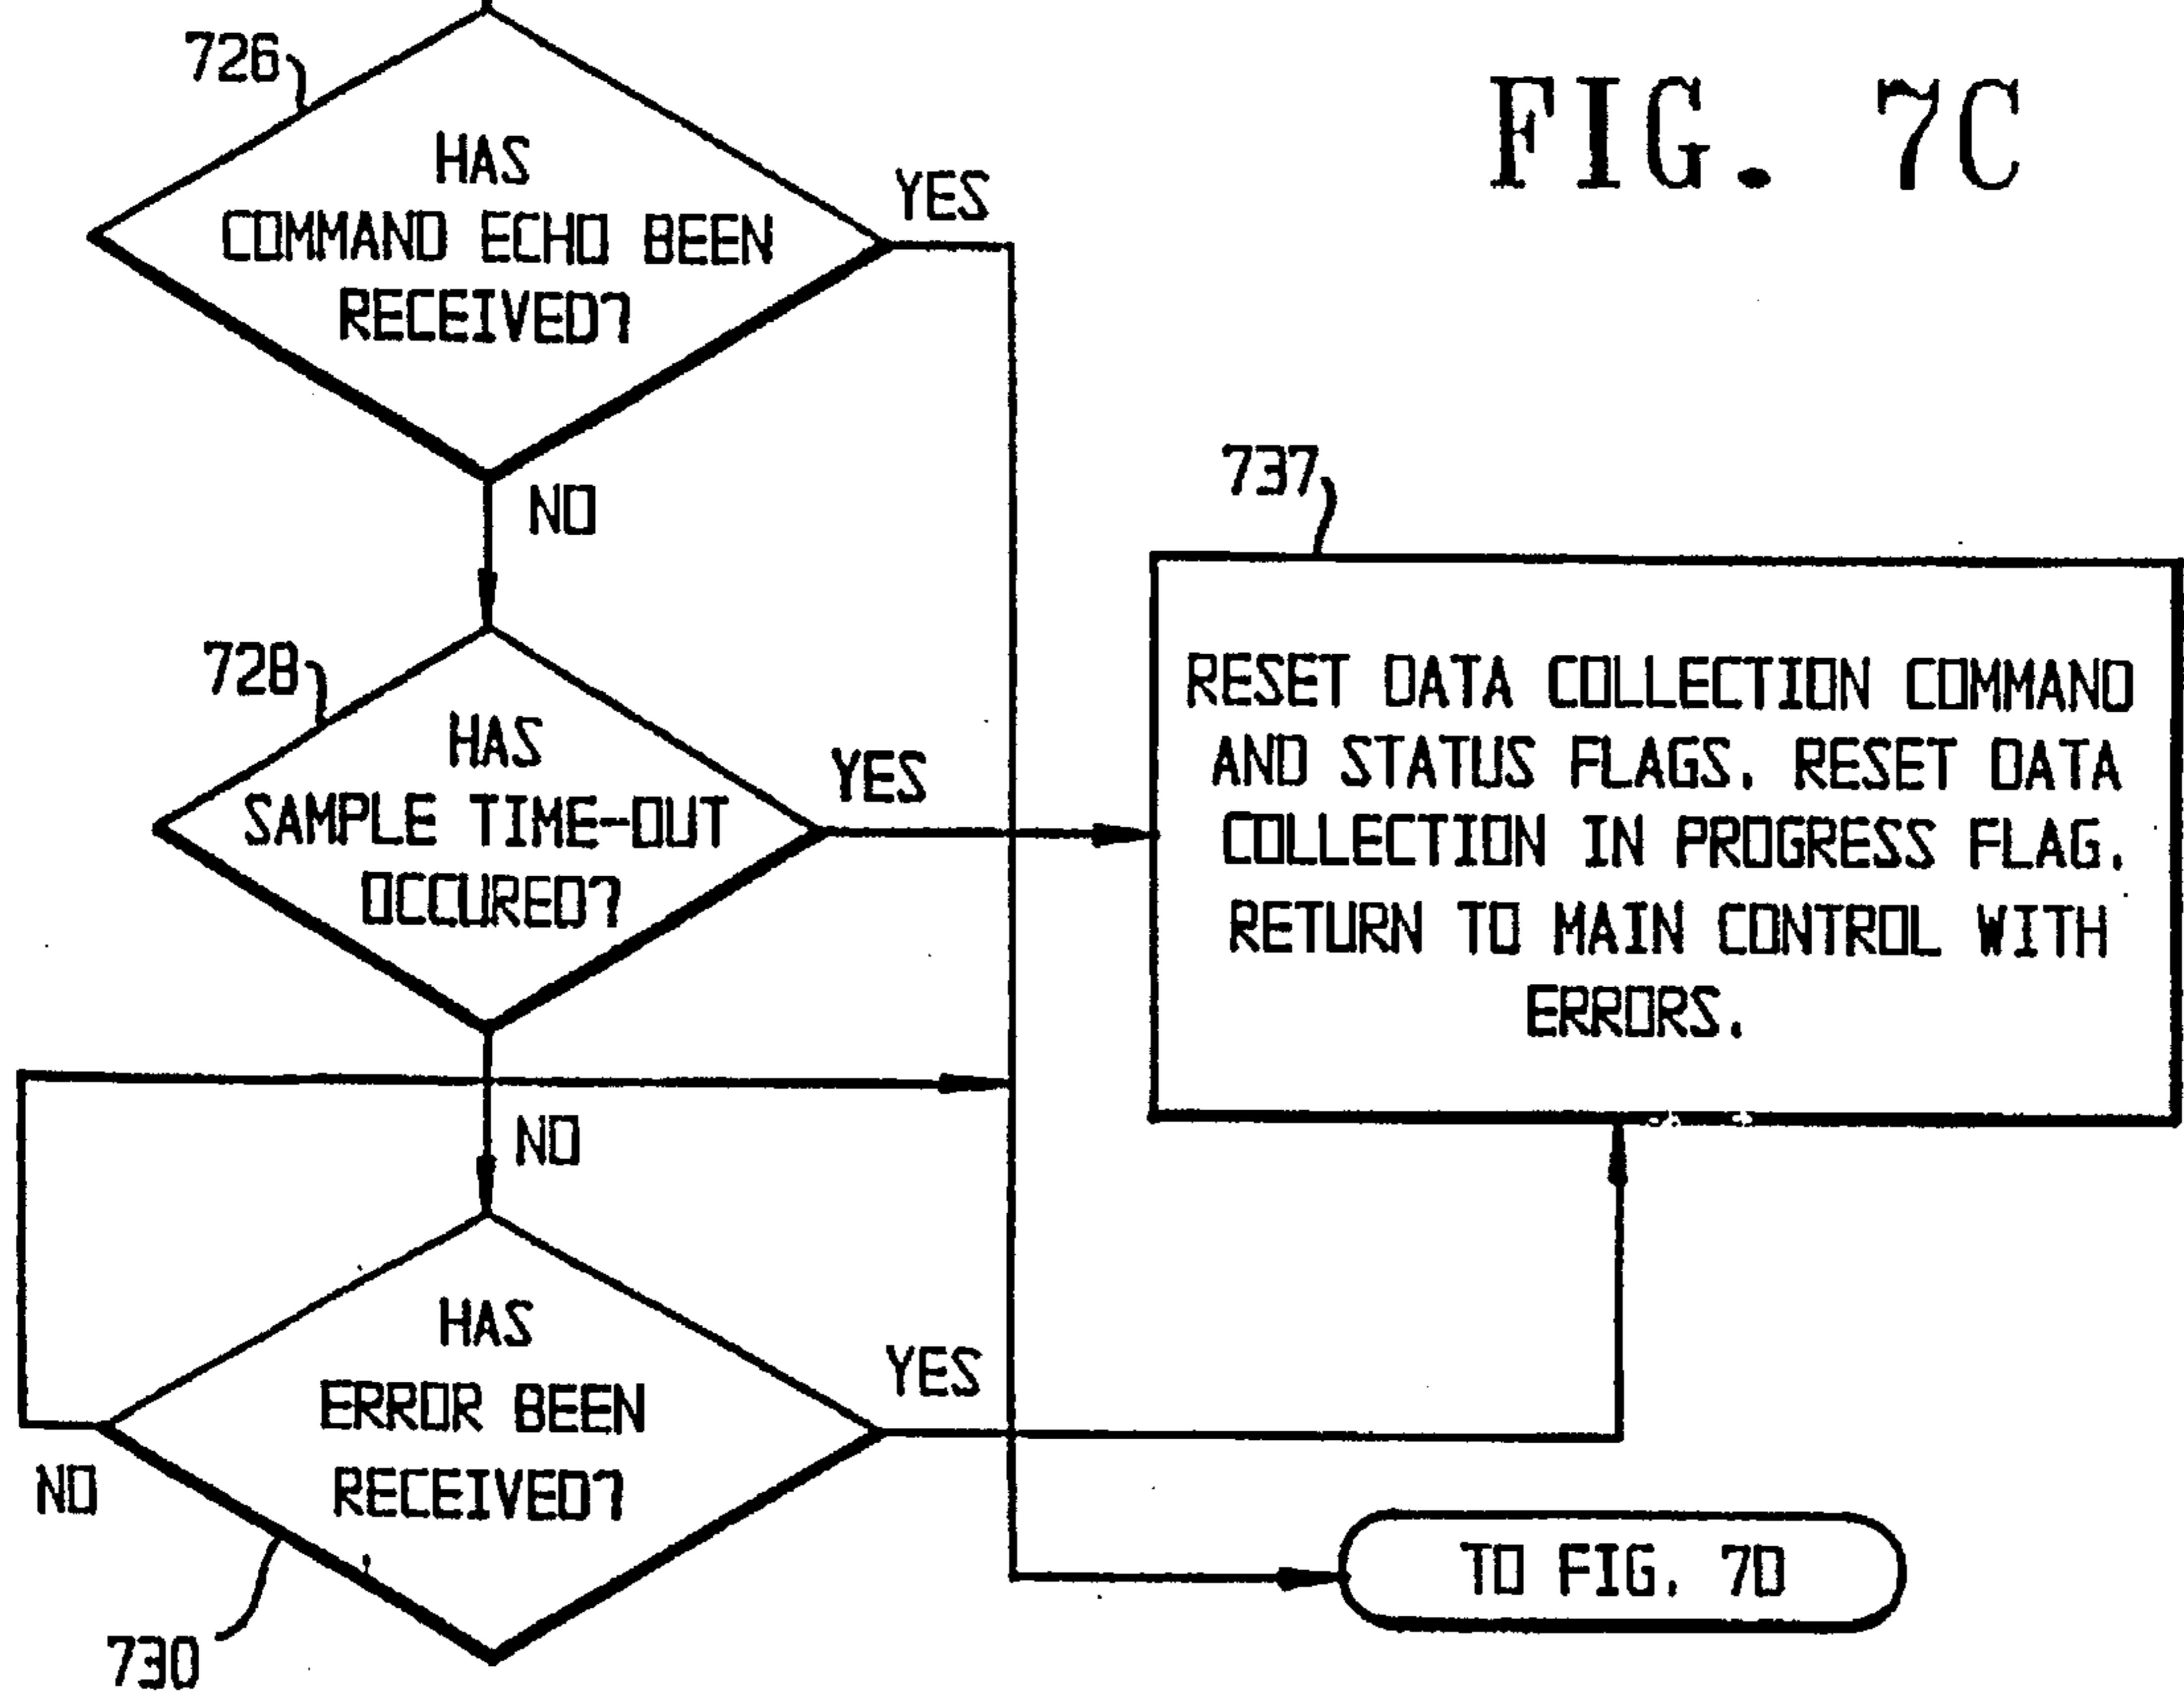 FIG. 7C
726
HAS
COMMAND ECHO BEEN
RECEIVED?
YES
NO
728
HAS
SAMPLE TIME-OUT
OCCURED?
YES
NO
737
RESET DATA COLLECTION COMMAND
AND STATUS FLAGS. RESET DATA
COLLECTION IN PROGRESS FLAG.
RETURN TO MAIN CONTROL WITH
ERRORS.
HAS
ERROR BEEN
RECEIVED?
YES
NO
730
TO FIG. 7D